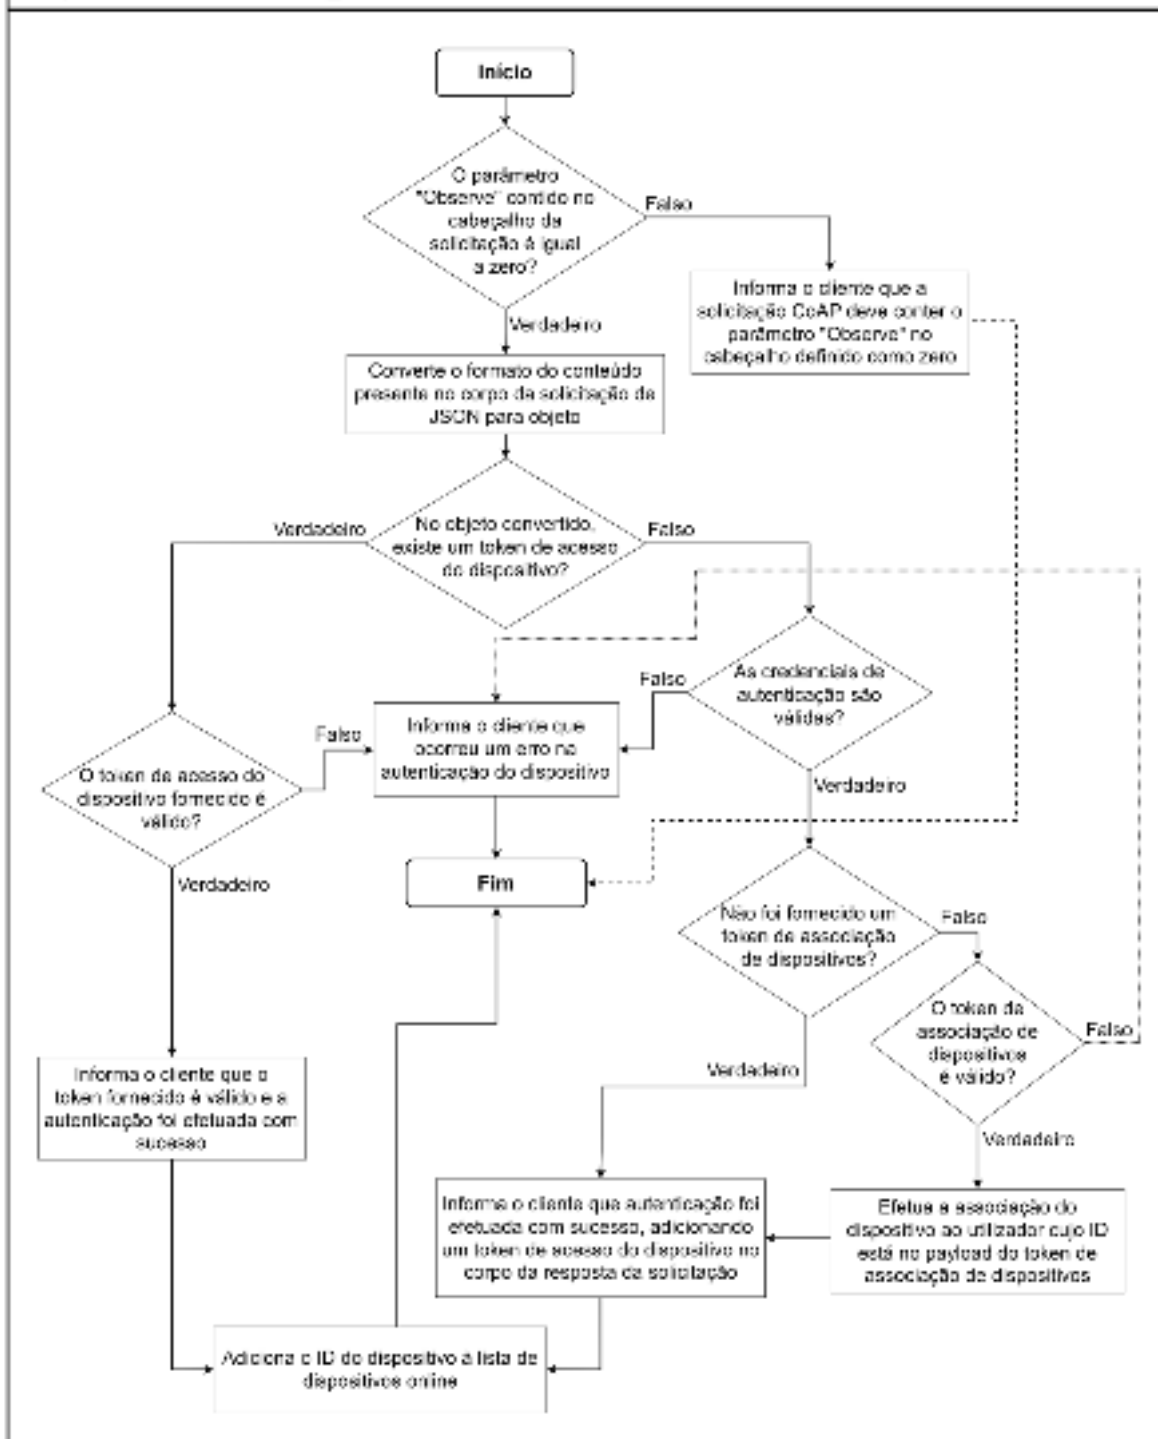 Início
O parâmetro
"Observe" contido no
cabeçalho da
solicitação é igual
a zero?
Falso
Informa o cliente que a
solicitação CoAP deve conter o
parâmetro "Observe" no
cabeçalho definido como zero
Verdadeiro
Converte o formato do conteúdo
presente no corpo da solicitação de
JSON para objeto
Verdadeiro
No objeto convertido,
existe um token de acesso
do dispositivo?
Falso
As credenciais de
autenticação são
válidas?
Falso
Informa o cliente que
ocorreu um erro na
autenticação do dispositivo
Falso
O token de acesso do
dispositivo fornecido é
válido?
Verdadeiro
Verdadeiro
Fim
Não foi fornecido um
token de associação
de dispositivos?
Falso
O token de
associação de
dispositivos
é válido?
Falso
Verdadeiro
Verdadeiro
Informa o cliente que o
token fornecido é válido e a
autenticação foi efetuada com
sucesso
Informa o cliente que autenticação foi
efetuada com sucesso, adicionando
um token de acesso do dispositivo no
corpo da resposta da solicitação
Efetua a associação do
dispositivo ao utilizador cujo ID
está no payload do token de
associação de dispositivos
Adiciona o ID do dispositivo à lista de
dispositivos online